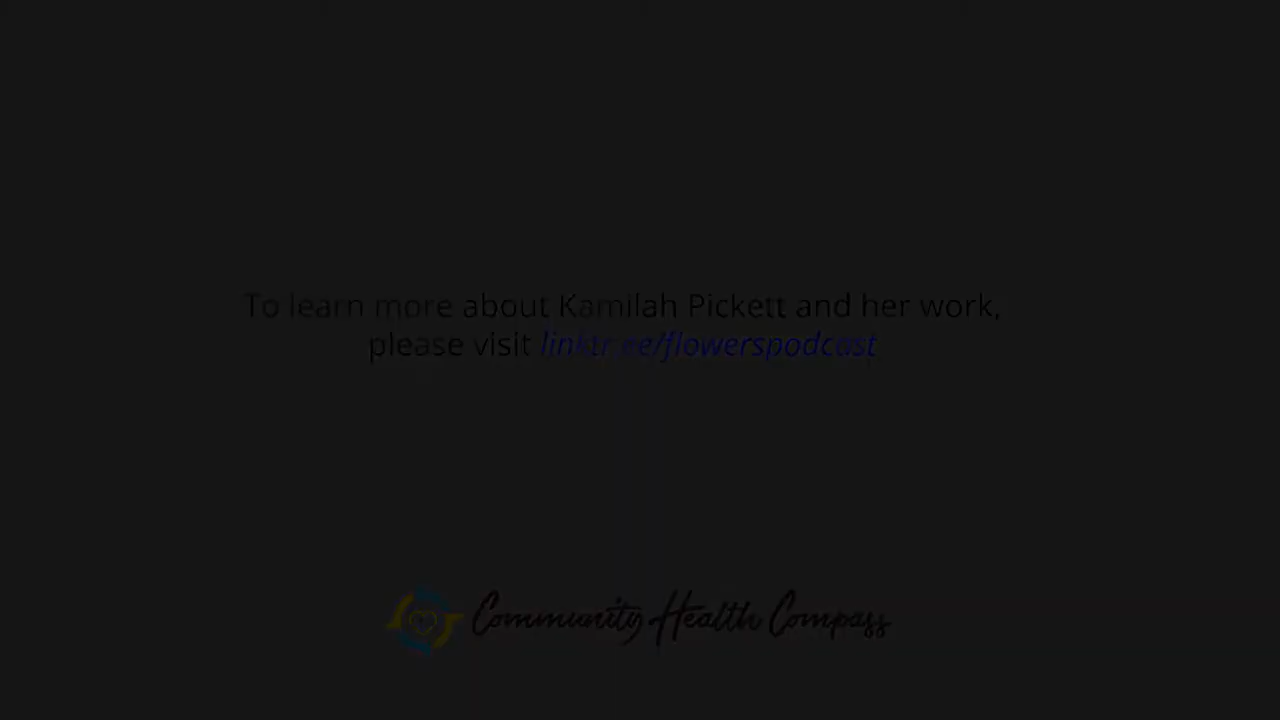 To learn more about Kamilah Pickett and her work,
please visit linktr.ee/flowerspodcast
Community Health Compass